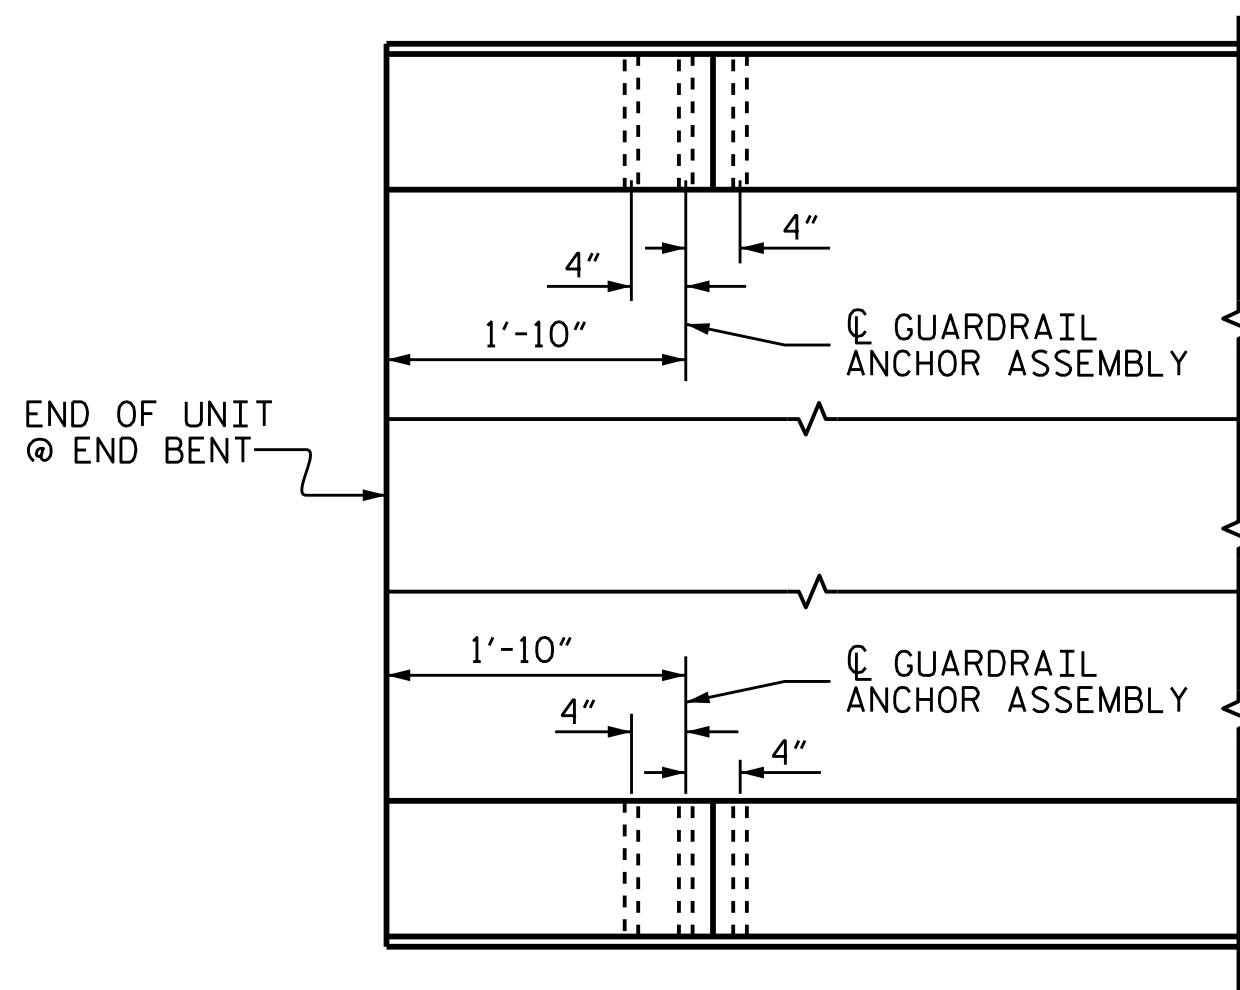 4"
4"
1'-10"
℄ GUARDRAIL
ANCHOR ASSEMBLY
END OF UNIT
@ END BENT
1'-10"
℄ GUARDRAIL
ANCHOR ASSEMBLY
4"
4"